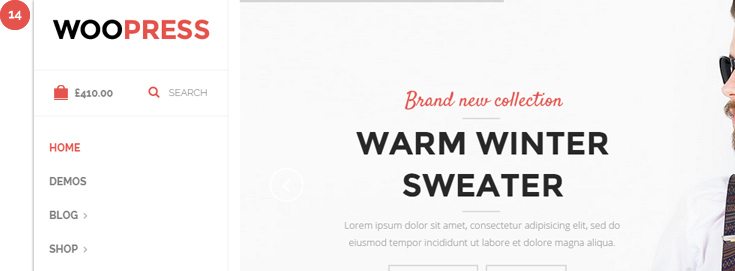 14
WOOPRESS
£410.00
SEARCH
HOME
DEMOS
BLOG >
SHOP >
Brand new collection
WARM WINTER
SWEATER
Lorem ipsum dolor sit amet, consectetur adipisicing elit, sed do
eiusmod tempor incididunt ut labore et dolore magna aliqua.